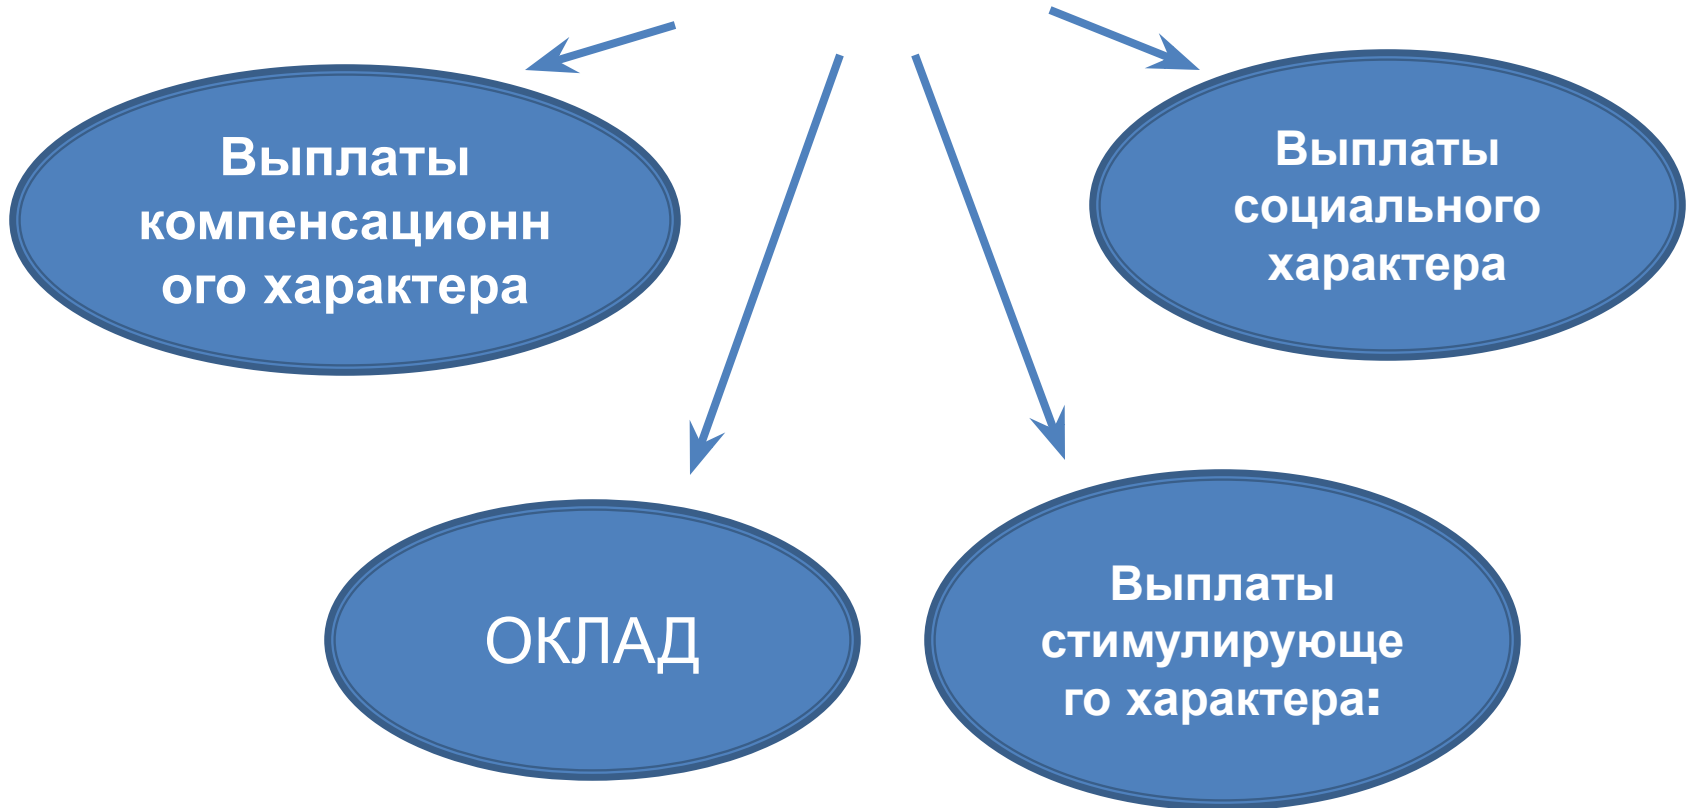 Выплаты
компенсационн
ого характера
Выплаты
социального
характера
ОКЛАД
Выплаты
стимулирующе
го характера: